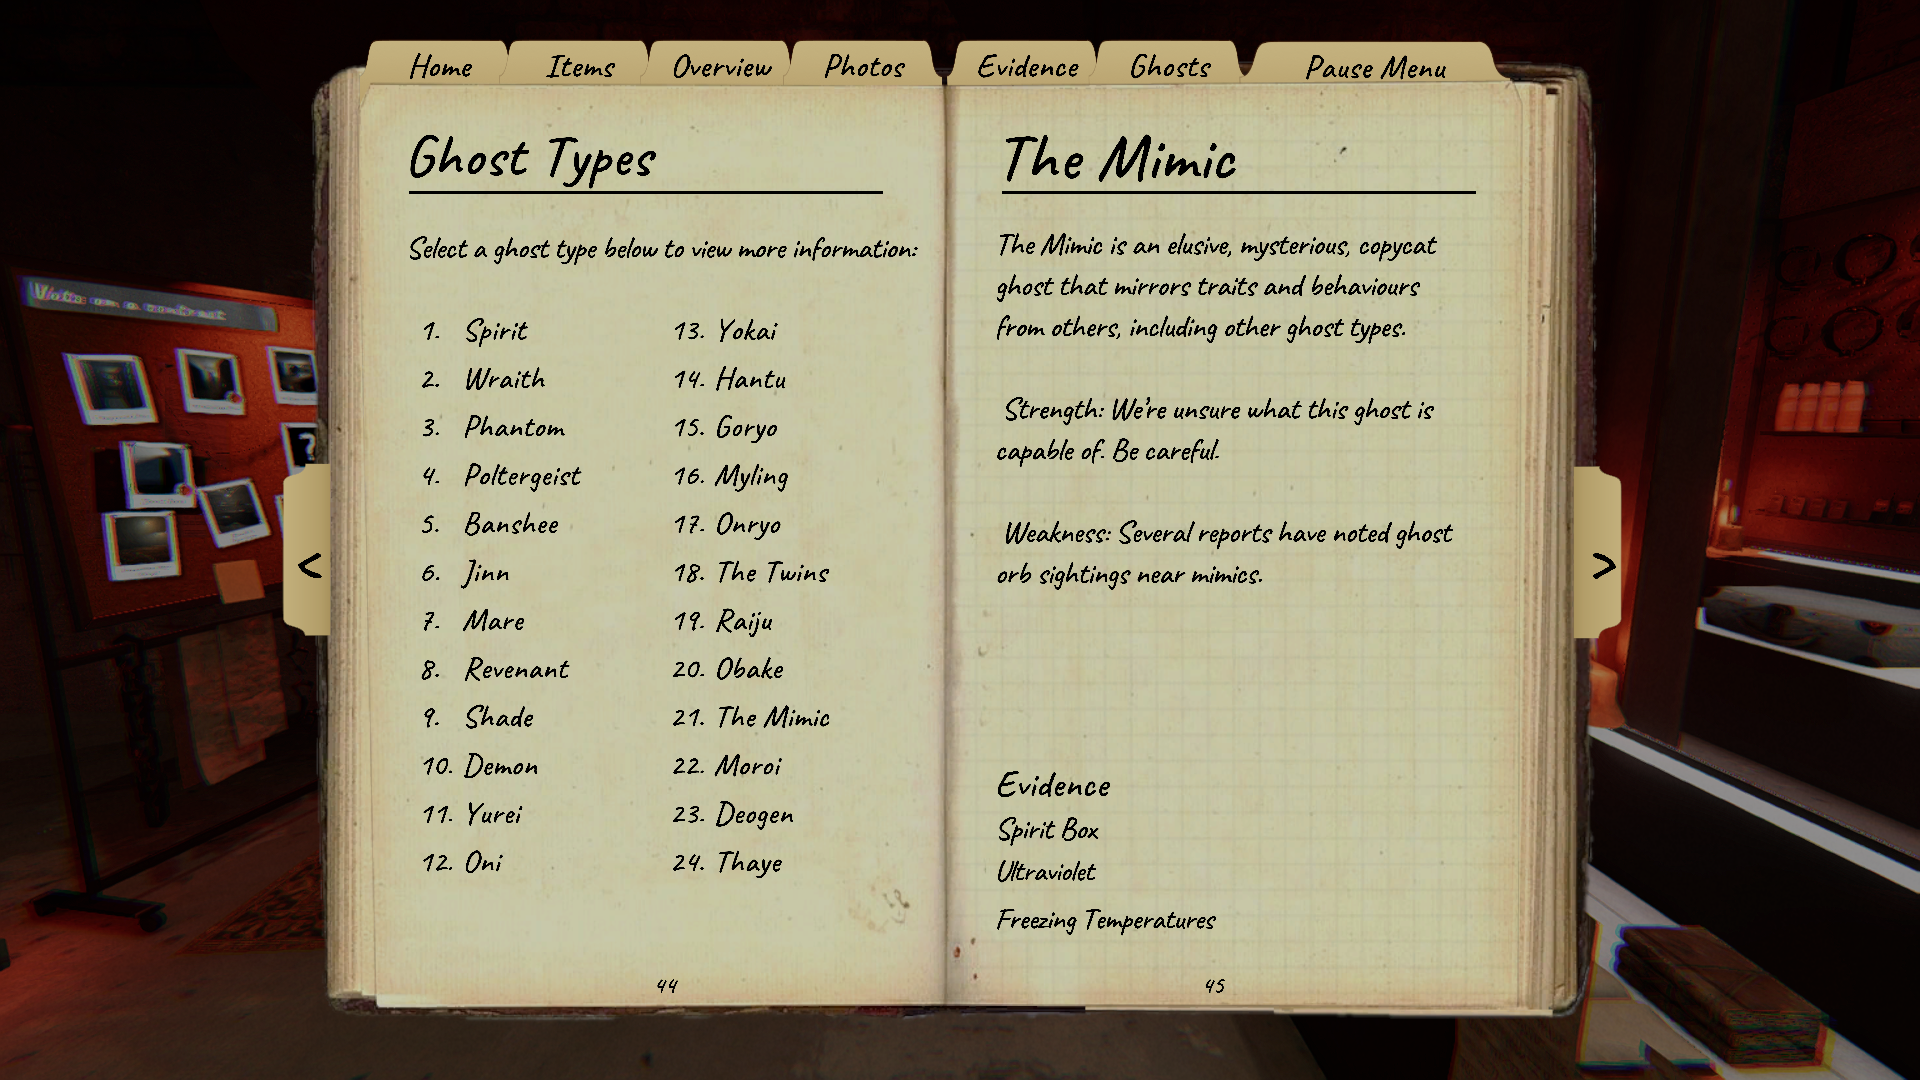 Home Items Overview Photos Evidence Ghosts Pause Menu
Ghost Types
Select a ghost type below to view more information:
1. Spirit
2. Wraith
3. Phantom
4. Poltergeist
5. Banshee
6. Jinn
7. Mare
8. Revenant
9. Shade
10. Demon
11. Yurei
12. Oni
13. Yokai
14. Hantu
15. Goryo
16. Myling
17. Onryo
18. The Twins
19. Raiju
20. Obake
21. The Mimic
22. Moroi
23. Deogen
24. Thaye
44
The Mimic
The Mimic is an elusive, mysterious, copycat
ghost that mirrors traits and behaviours
from others, including other ghost types.
Strength: We're unsure what this ghost is
capable of. Be careful.
Weakness: Several reports have noted ghost
orb sightings near mimics.
Evidence
Spirit Box
Ultraviolet
Freezing Temperatures
45
<
>
?